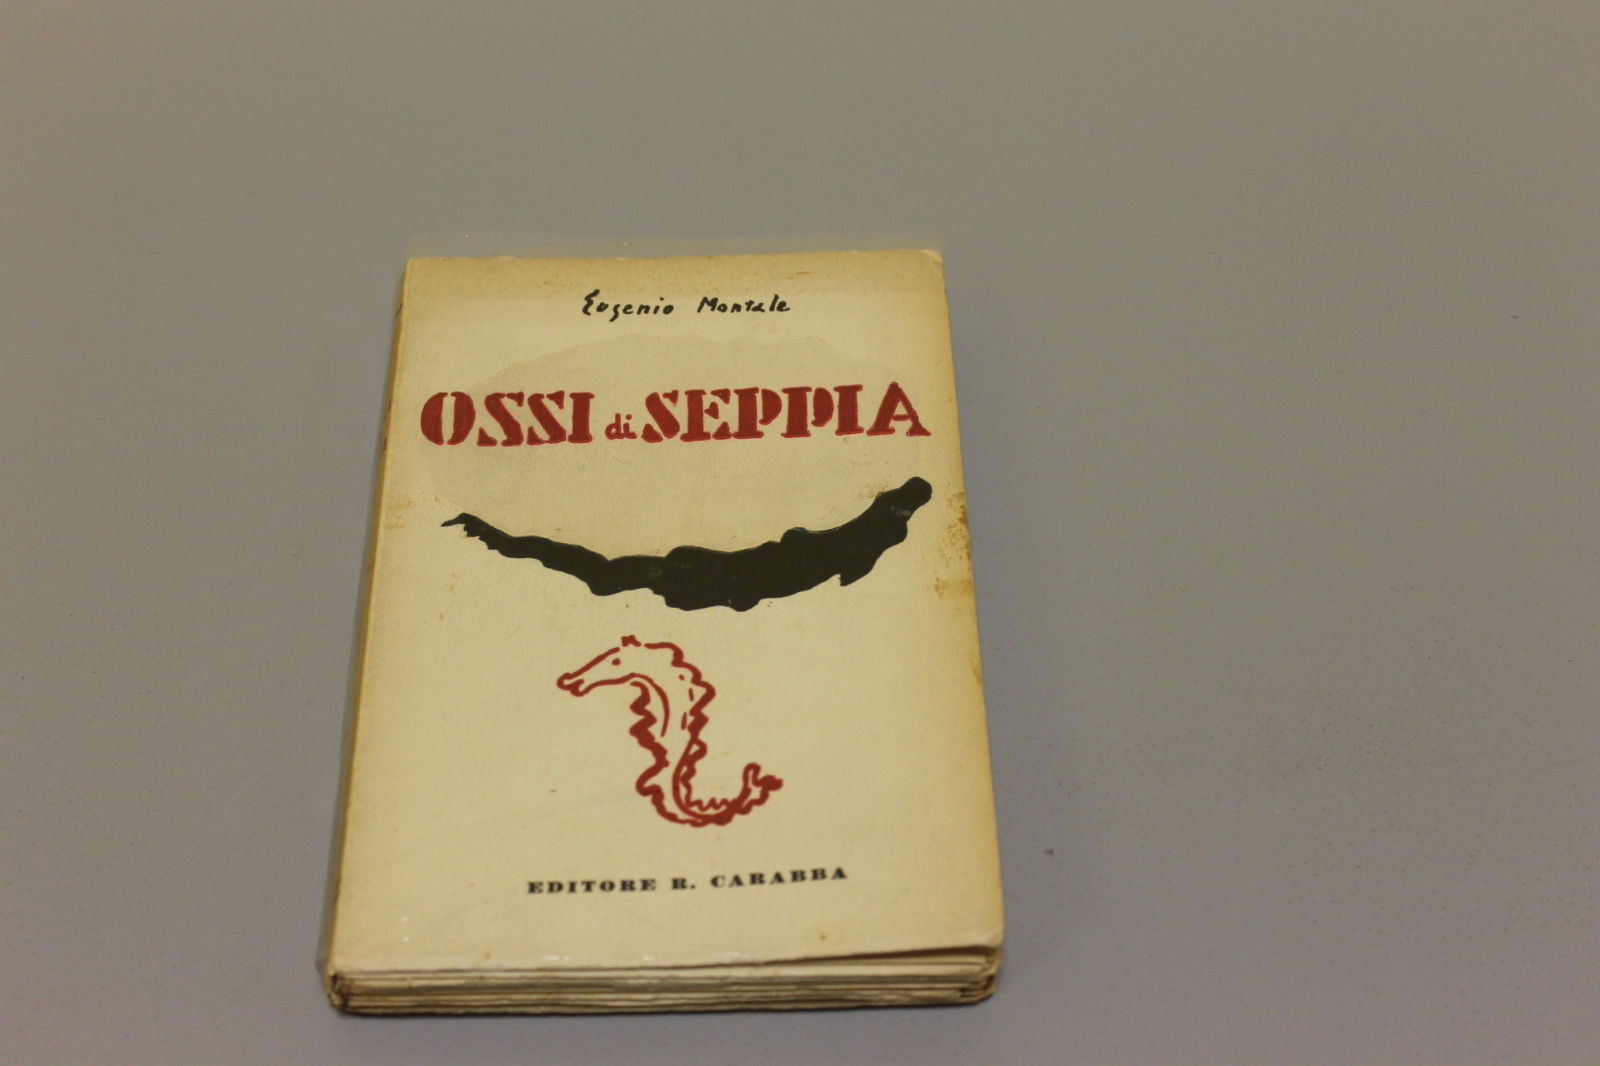 Eugenio Montale
OSSI di SEPPIA
EDITORE R. CARABBA